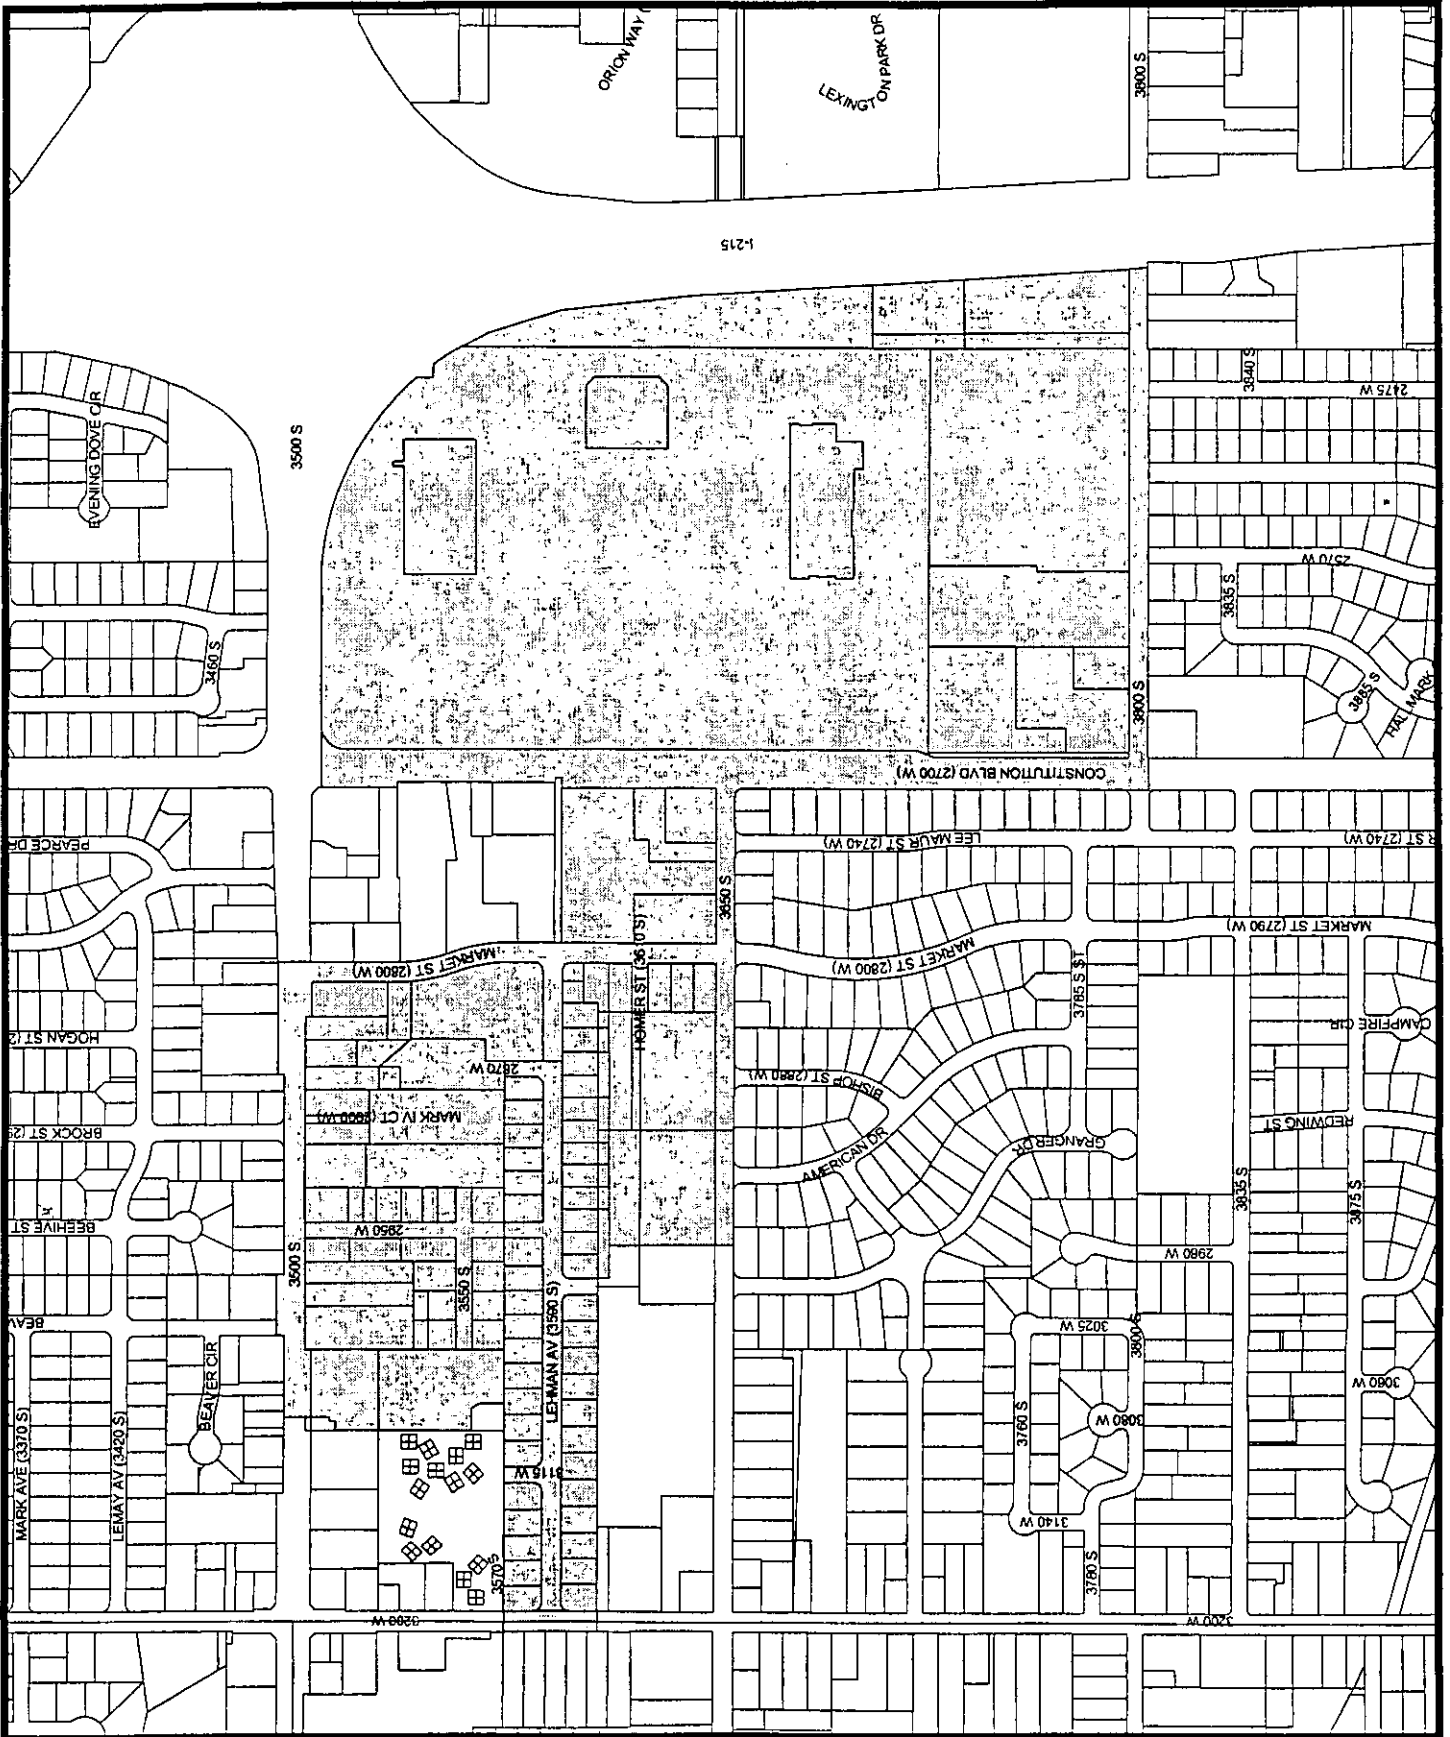 ORION WAY (
LEXINGTON PARK DR
3800 S
I-215
EVENING DOVE CIR
3500 S
3840 S
2475 W
3460 S
2570 W
3835 S
3885 S
HALLMARK
3800 S
CONSTITUTION BLVD (2700 W)
PEARCE DR
LEE MAUR ST (2740 W)
R ST (2740 W)
3650 S
HOMER ST (3610 S)
MARKET ST (2800 W)
MARKET ST (2800 W)
MARKET ST (2790 W)
3785 S ST
HOGAN ST (2
CAMPFIRE CIR
2870 W
BISHOP ST (2880 W)
MARK IV CT (2900 W)
BROCK ST (29
AMERICAN DR
GRANGER DR
REDWING ST
3835 S
3875 S
BEEHIVE ST
2950 W
2980 W
3500 S
3550 S
LEHMAN AV (3590 S)
BEAV
3025 W
3800 S
BEAVER CIR
3060 W
3080 W
3760 S
MARK AVE (3370 S)
LEMAY AV (3420 S)
3115 W
3140 W
3570 S
3780 S
3200 W
3200 W